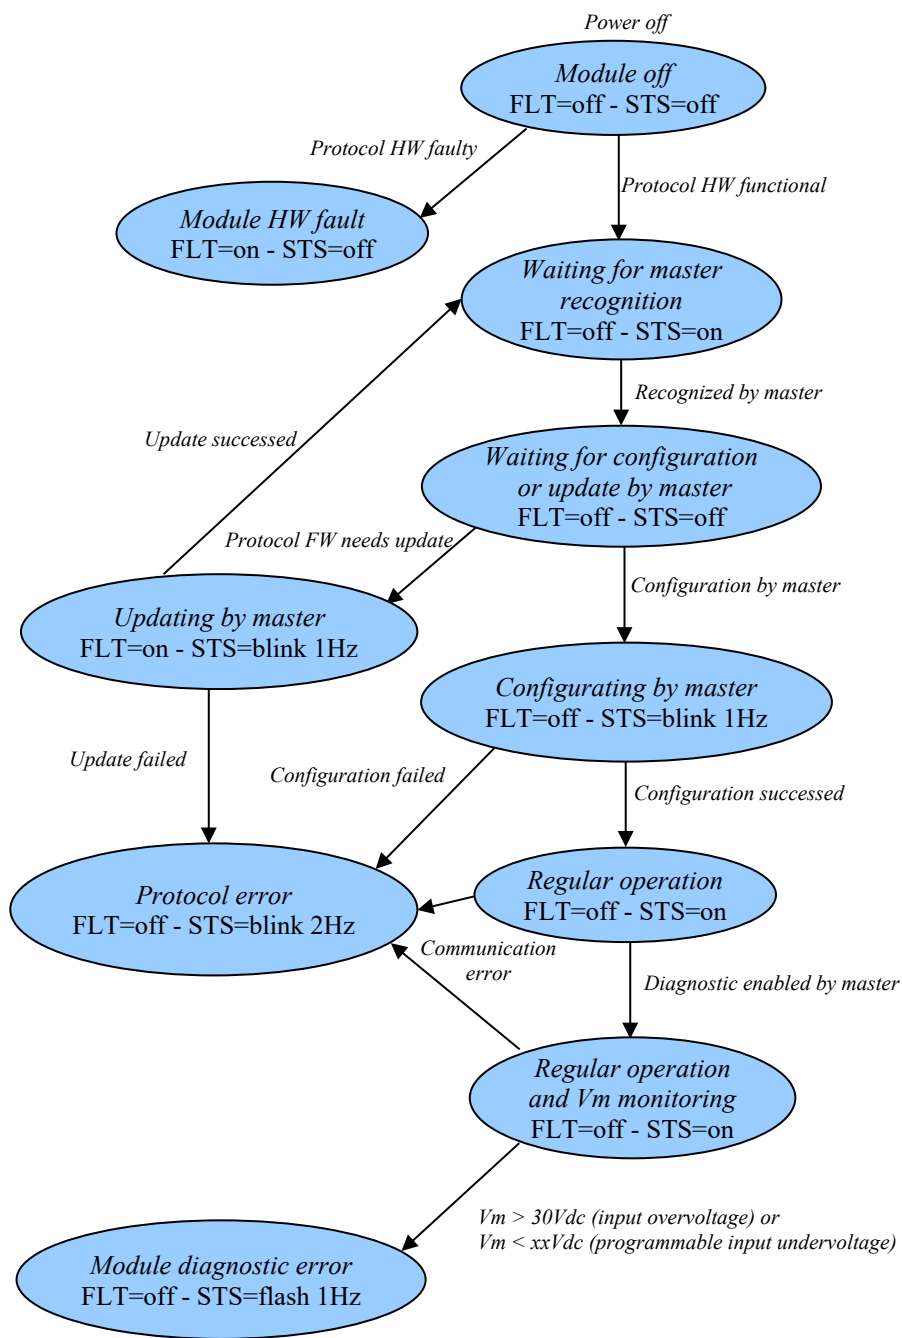 Power off
Module off
FLT=off - STS=off
Protocol HW faulty
Protocol HW functional
Module HW fault
FLT=on - STS=off
Waiting for master
recognition
FLT=off - STS=on
Recognized by master
Update successed
Waiting for configuration
or update by master
FLT=off - STS=off
Protocol FW needs update
Configuration by master
Updating by master
FLT=on - STS=blink 1Hz
Configurating by master
FLT=off - STS=blink 1Hz
Update failed
Configuration failed
Configuration successed
Protocol error
FLT=off - STS=blink 2Hz
Regular operation
FLT=off - STS=on
Communication
error
Diagnostic enabled by master
Regular operation
and Vm monitoring
FLT=off - STS=on
Vm > 30Vdc (input overvoltage) or
Vm < xxVdc (programmable input undervoltage)
Module diagnostic error
FLT=off - STS=flash 1Hz